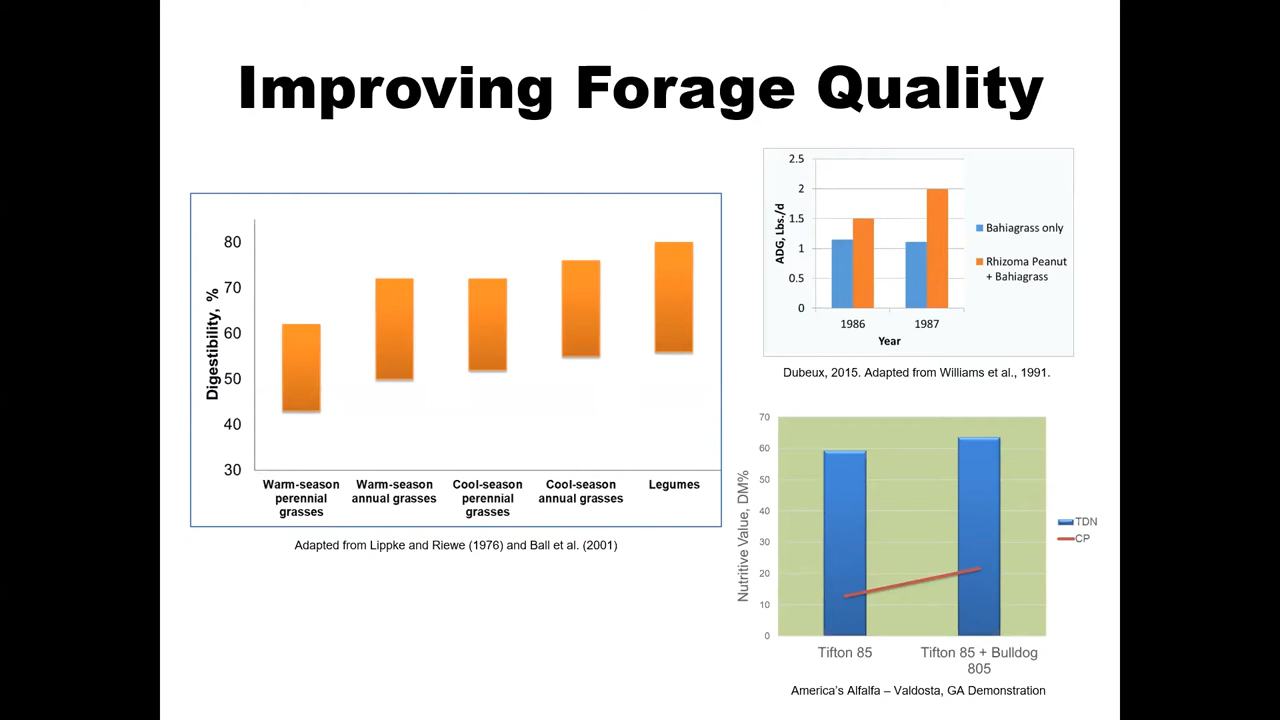 Improving Forage Quality
Digestibility, %
80
70
60
50
40
30
Warm-season
perennial
grasses
Warm-season
annual grasses
Cool-season
perennial
grasses
Cool-season
annual grasses
Legumes
Adapted from Lippke and Riewe (1976) and Ball et al. (2001)
ADG, Lbs./d
2.5
2
1.5
1
0.5
0
1986
1987
Year
Bahiagrass only
Rhizoma Peanut
+ Bahiagrass
Dubeux, 2015. Adapted from Williams et al., 1991.
Nutritive Value, DM%
70
60
50
40
30
20
10
0
Tifton 85
Tifton 85 + Bulldog
805
TDN
CP
America's Alfalfa – Valdosta, GA Demonstration